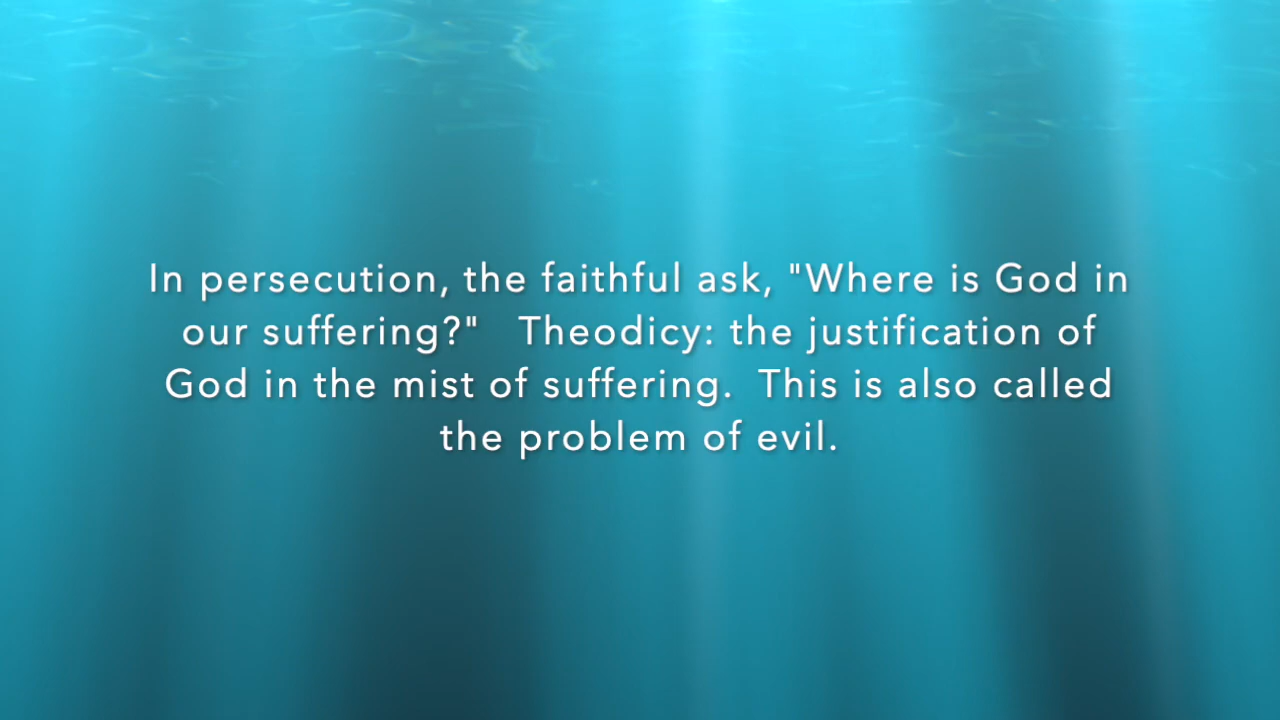 In persecution, the faithful ask, "Where is God in
our suffering?"   Theodicy: the justification of
God in the mist of suffering.  This is also called
the problem of evil.